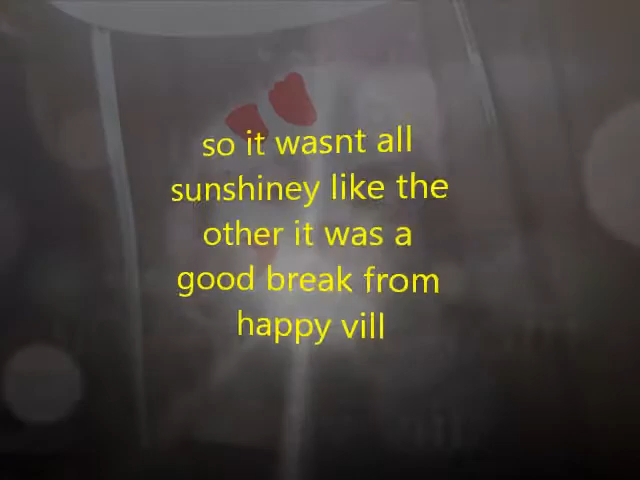 so it wasnt all
sunshiney like the
other it was a
good break from
happy vill